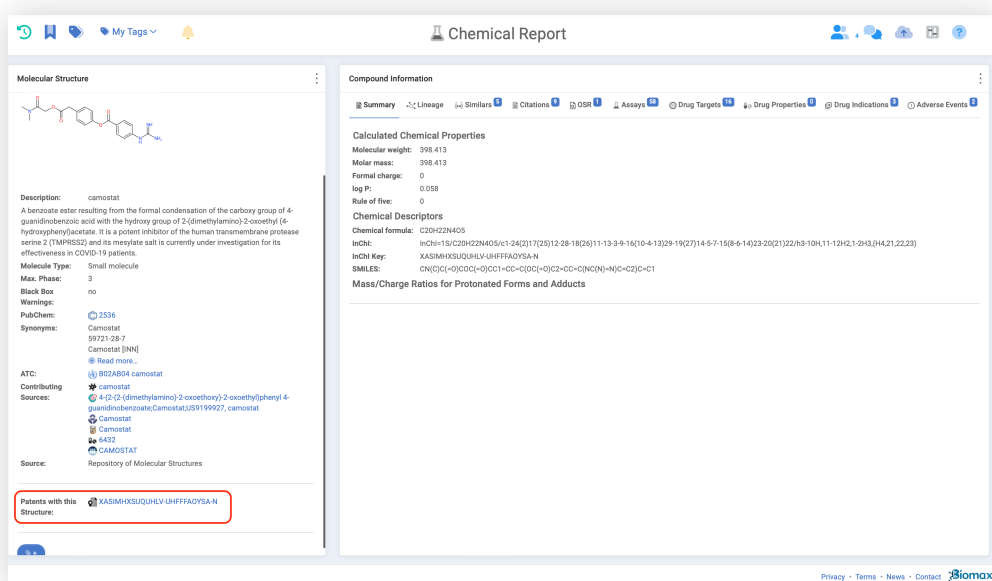 My Tags
Chemical Report
4
?
Molecular Structure
Description: camostat
A benzoate ester resulting from the formal condensation of the carboxy group of 4-
guanidinobenzoic acid with the hydroxy group of 2-(dimethylamino)-2-oxoethyl (4-
hydroxyphenyl)acetate. It is a potent inhibitor of the human transmembrane protease
serine 2 (TMPRSS2) and its mesylate salt is currently under investigation for its
effectiveness in COVID-19 patients.
Molecule Type: Small molecule
Max. Phase: 3
Black Box no
Warnings:
PubChem: 2536
Synonyms: Camostat
59721-28-7
Camostat [INN]
Read more...
ATC: B02AB04 camostat
Contributing camostat
Sources: 4-(2-(2-(dimethylamino)-2-oxoethoxy)-2-oxoethyl)phenyl 4-
guanidinobenzoate;Camostat;US9199927, camostat
Camostat
Camostat
6432
CAMOSTAT
Source: Repository of Molecular Structures
Patents with this XASIMHXSUQUHLV-UHFFFAOYSA-N
Structure:
Compound Information
Summary Lineage Similars 5 Citations 9 OSR 1 Assays 58 Drug Targets 16 Drug Properties 0 Drug Indications 3 Adverse Events 2
Calculated Chemical Properties
Molecular weight: 398.413
Molar mass: 398.413
Formal charge: 0
log P: 0.058
Rule of five: 0
Chemical Descriptors
Chemical formula: C20H22N4O5
InChI: InChI=1S/C20H22N4O5/c1-24(2)17(25)12-28-18(26)11-13-3-9-16(10-4-13)29-19(27)14-5-7-15(8-6-14)23-20(21)22/h3-10H,11-12H2,1-2H3,(H4,21,22,23)
InChI Key: XASIMHXSUQUHLV-UHFFFAOYSA-N
SMILES: CN(C)C(=O)COC(=O)CC1=CC=C(OC(=O)C2=CC=C(NC(N)=N)C=C2)C=C1
Mass/Charge Ratios for Protonated Forms and Adducts
Privacy · Terms · News · Contact Biomax